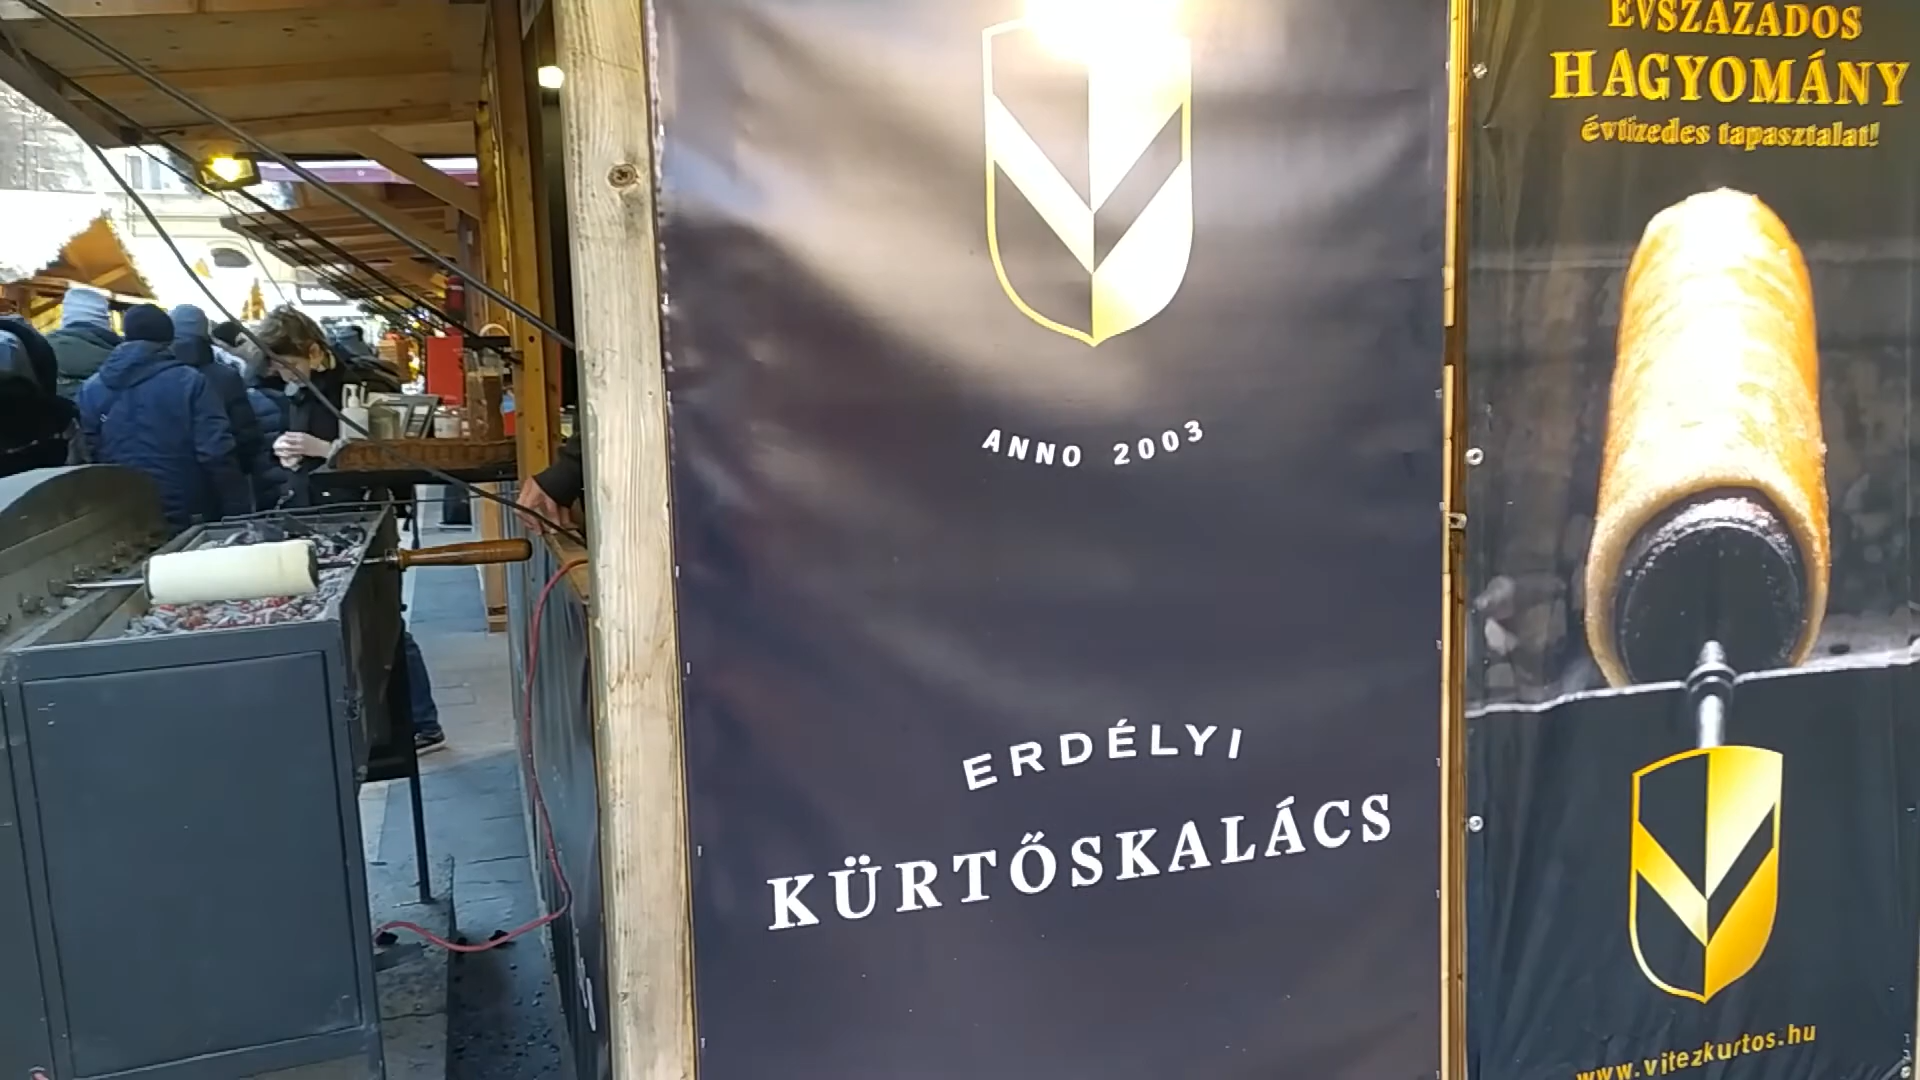 ANNO 2003
ERDÉLYI
KÜRTŐSKALÁCS
ÉVSZÁZADOS
HAGYOMÁNY
évtizedes tapasztalat!
www.vitezkurtos.hu